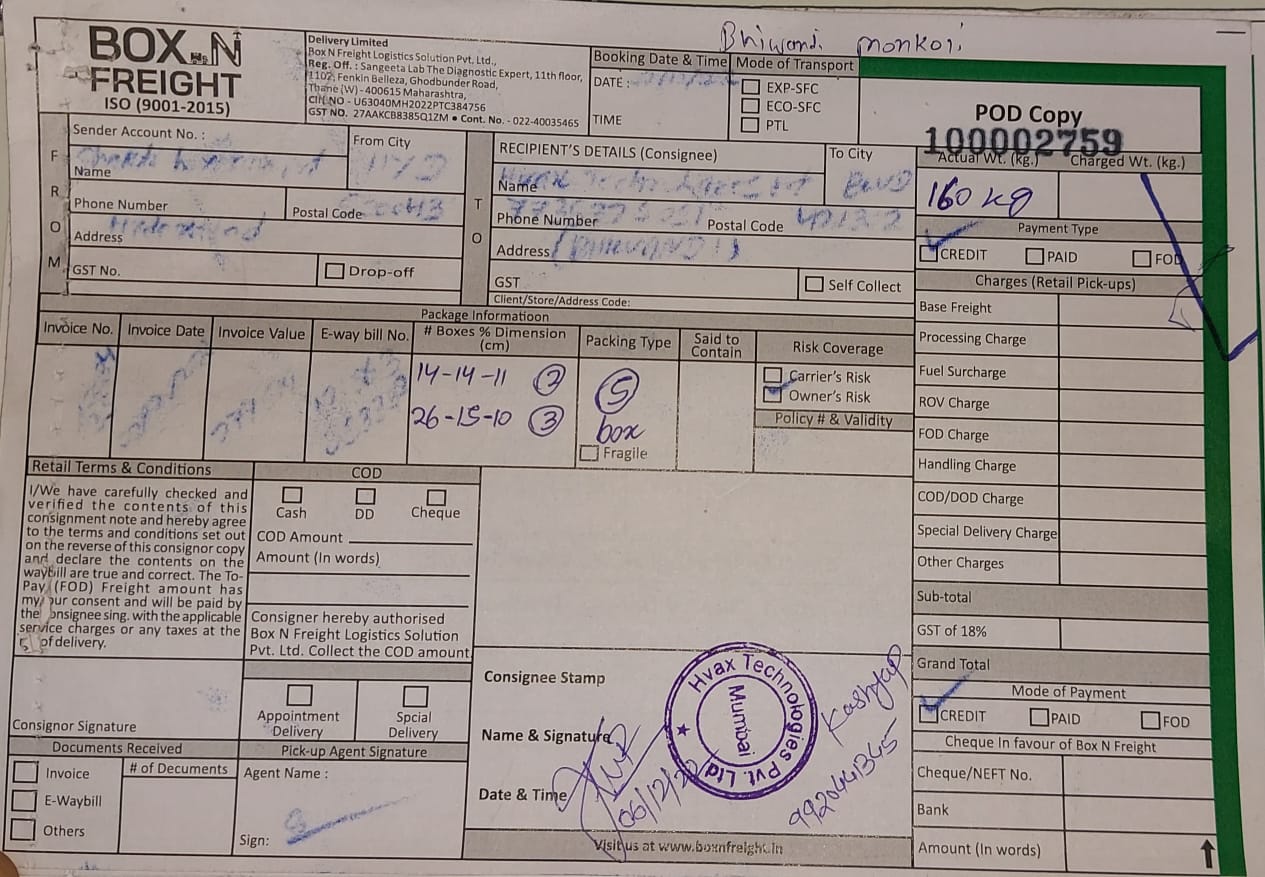 Bhiwandi
BOX N
FREIGHT
ISO (9001-2015)
Delivery Limited
Box N Freight Logistics Solution Pvt. Ltd.,
Reg. Off. : Sangeeta Lab The Diagnostic Expert, 11th floor,
1102, Fenkin Belleza, Ghodbunder Road,
Thane (W) - 400615 Maharashtra,
CIN NO - U63040MH2022PTC384756
GST NO. 27AAKCB8385Q1ZM • Cont. No. - 022-40035465
Booking Date & Time
DATE :
TIME
Mode of Transport
EXP-SFC
ECO-SFC
PTL
POD Copy
100002759
FROM
Sender Account No. :
Name
From City
Phone Number
Postal Code
Address
GST No.
Drop-off
TO
RECIPIENT'S DETAILS (Consignee)
To City
Name
Phone Number
Postal Code
Address
GST
Self Collect
Client/Store/Address Code:
Actual Wt. (kg.)
Charged Wt. (kg.)
160 kg
Payment Type
CREDIT PAID FOD
Charges (Retail Pick-ups)
Base Freight
Processing Charge
Fuel Surcharge
ROV Charge
FOD Charge
Handling Charge
COD/DOD Charge
Special Delivery Charge
Other Charges
Sub-total
GST of 18%
Grand Total
Mode of Payment
CREDIT PAID FOD
Cheque In favour of Box N Freight
Cheque/NEFT No.
Bank
Amount (In words)
Package Informatioon
Invoice No.
Invoice Date
Invoice Value
E-way bill No.
# Boxes % Dimension
(cm)
Packing Type
Said to
Contain
Risk Coverage
14-14-11 2
26-15-10 3
5
box
Fragile
Carrier's Risk
Owner's Risk
Policy # & Validity
Retail Terms & Conditions
I/We have carefully checked and
verified the contents of this
consignment note and hereby agree
to the terms and conditions set out
on the reverse of this consignor copy
and declare the contents on the
waybill are true and correct. The To-
Pay (FOD) Freight amount has
my/our consent and will be paid by
the consignee sing. with the applicable
service charges or any taxes at the
of delivery.
COD
Cash
DD
Cheque
COD Amount
Amount (In words)
Consigner hereby authorised
Box N Freight Logistics Solution
Pvt. Ltd. Collect the COD amount
Consignor Signature
Appointment
Delivery
Spcial
Delivery
Documents Received
Invoice
E-Waybill
Others
# of Documents
Pick-up Agent Signature
Agent Name :
Sign:
Consignee Stamp
Name & Signature
Date & Time
06/12/22
Hvax Technologies Pvt. Ltd
Mumbai
Kashyap
9920441365
Visit us at www.boxnfreight.in